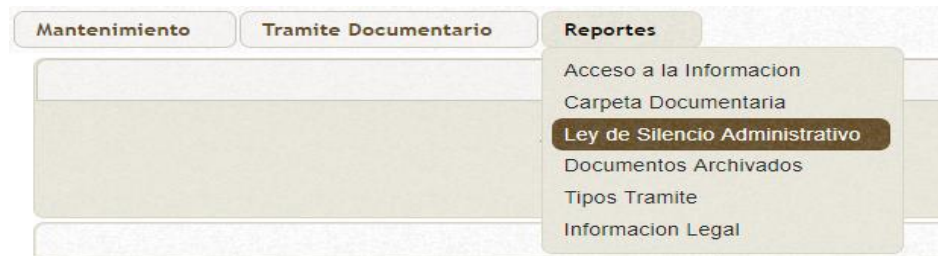 Mantenimiento Tramite Documentario Reportes
Acceso a la Informacion
Carpeta Documentaria
Ley de Silencio Administrativo
Documentos Archivados
Tipos Tramite
Informacion Legal